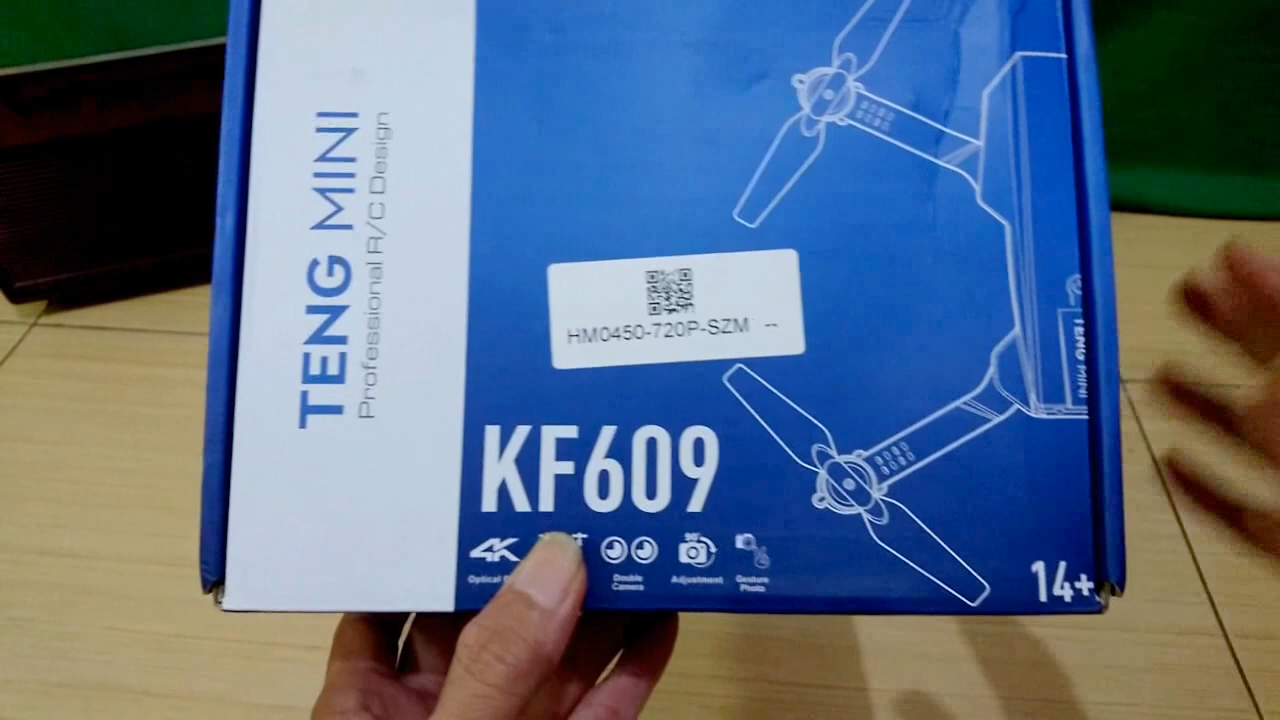 TENG MINI
Professional R/C Design
HM0450-720P-SZM --
TENG MINI
KF609
4K
Optical
Double
Camera
90°
Adjustment
Gesture
Photo
14+